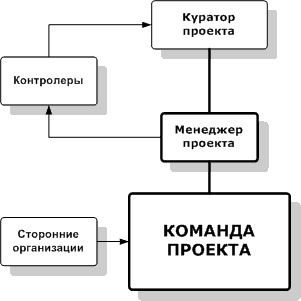 Куратор
проекта
Контролеры
Менеджер
проекта
Сторонние
организации
КОМАНДА
ПРОЕКТА